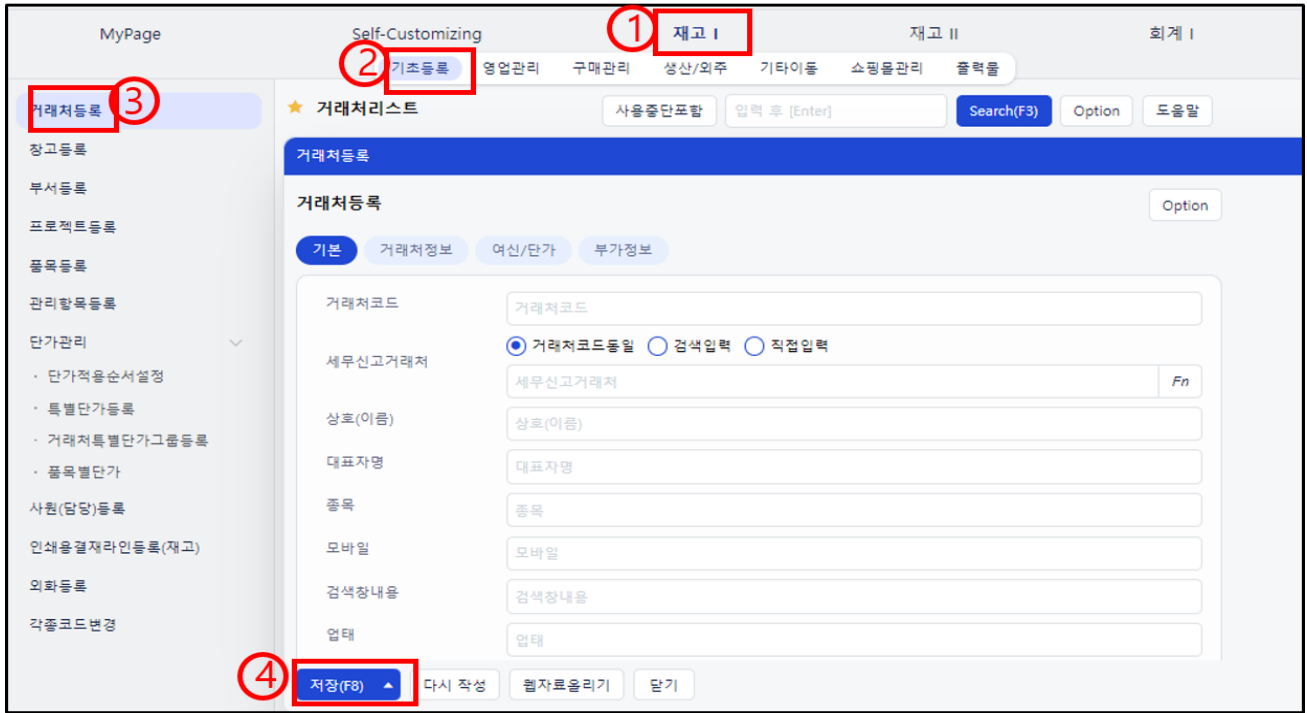 MyPage Self-Customizing ① 재고 I 재고 II 회계 I
② 기초등록 영업관리 구매관리 생산/외주 기타이동 쇼핑몰관리 출력물
거래처등록 ③
창고등록
부서등록
프로젝트등록
품목등록
관리항목등록
단가관리
· 단가적용순서설정
· 특별단가등록
· 거래처특별단가그룹등록
· 품목별단가
사원(담당)등록
인쇄용결재라인등록(재고)
외화등록
각종코드변경
★ 거래처리스트 사용중단포함 입력 후 [Enter] Search(F3) Option 도움말
거래처등록
거래처등록 Option
기본 거래처정보 여신/단가 부가정보
거래처코드 거래처코드
세무신고거래처 거래처코드동일 검색입력 직접입력
세무신고거래처 Fn
상호(이름) 상호(이름)
대표자명 대표자명
종목 종목
모바일 모바일
검색창내용 검색창내용
업태 업태
④ 저장(F8) 다시 작성 웹자료올리기 닫기